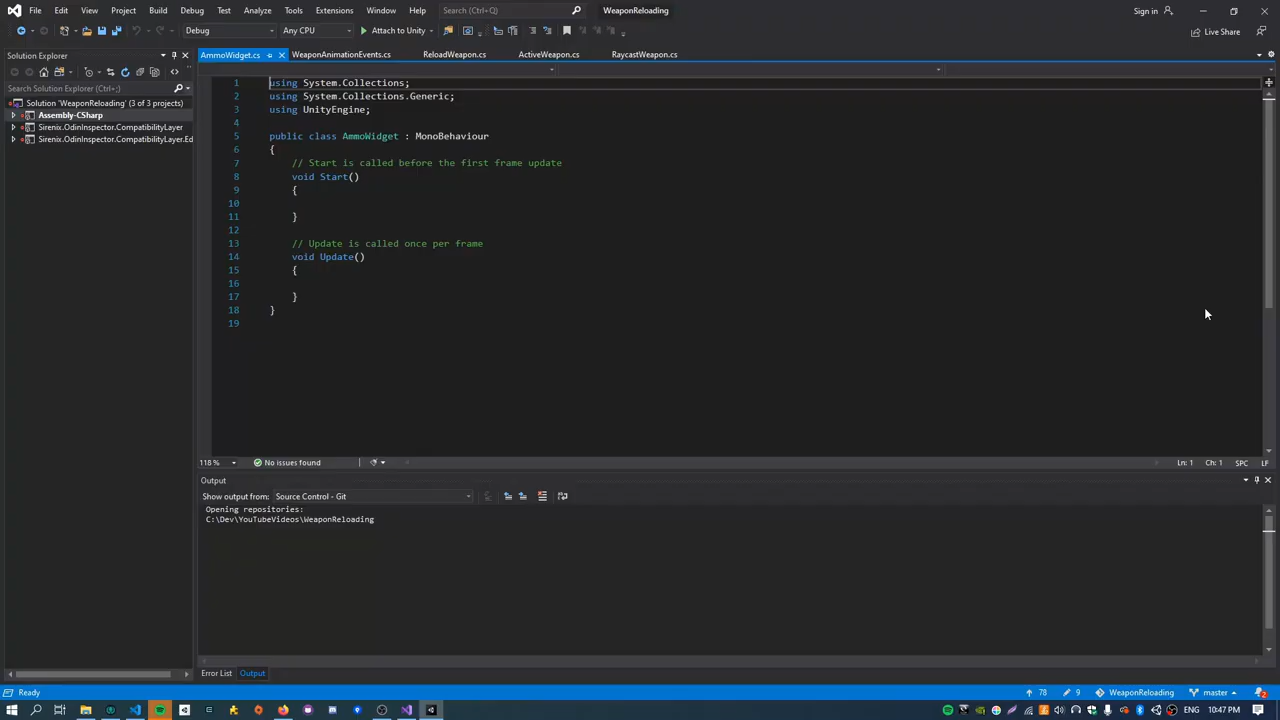 File Edit View Project Build Debug Test Analyze Tools Extensions Window Help Search (Ctrl+Q) WeaponReloading Sign in
Debug Any CPU Attach to Unity Live Share
Solution Explorer
AmmoWidget.cs WeaponAnimationEvents.cs ReloadWeapon.cs ActiveWeapon.cs RaycastWeapon.cs
Search Solution Explorer (Ctrl+;)
Solution 'WeaponReloading' (3 of 3 projects)
Assembly-CSharp
Sirenix.OdinInspector.CompatibilityLayer
Sirenix.OdinInspector.CompatibilityLayer.Ed
1 using System.Collections;
2 using System.Collections.Generic;
3 using UnityEngine;
4
5 public class AmmoWidget : MonoBehaviour
6 {
7 // Start is called before the first frame update
8 void Start()
9 {
10
11 }
12
13 // Update is called once per frame
14 void Update()
15 {
16
17 }
18 }
19
118 % No issues found Ln: 1 Ch: 1 SPC LF
Output
Show output from: Source Control - Git
Opening repositories:
C:\Dev\YouTubeVideos\WeaponReloading
Error List Output
Ready 78 9 WeaponReloading master 2
ENG 10:47 PM